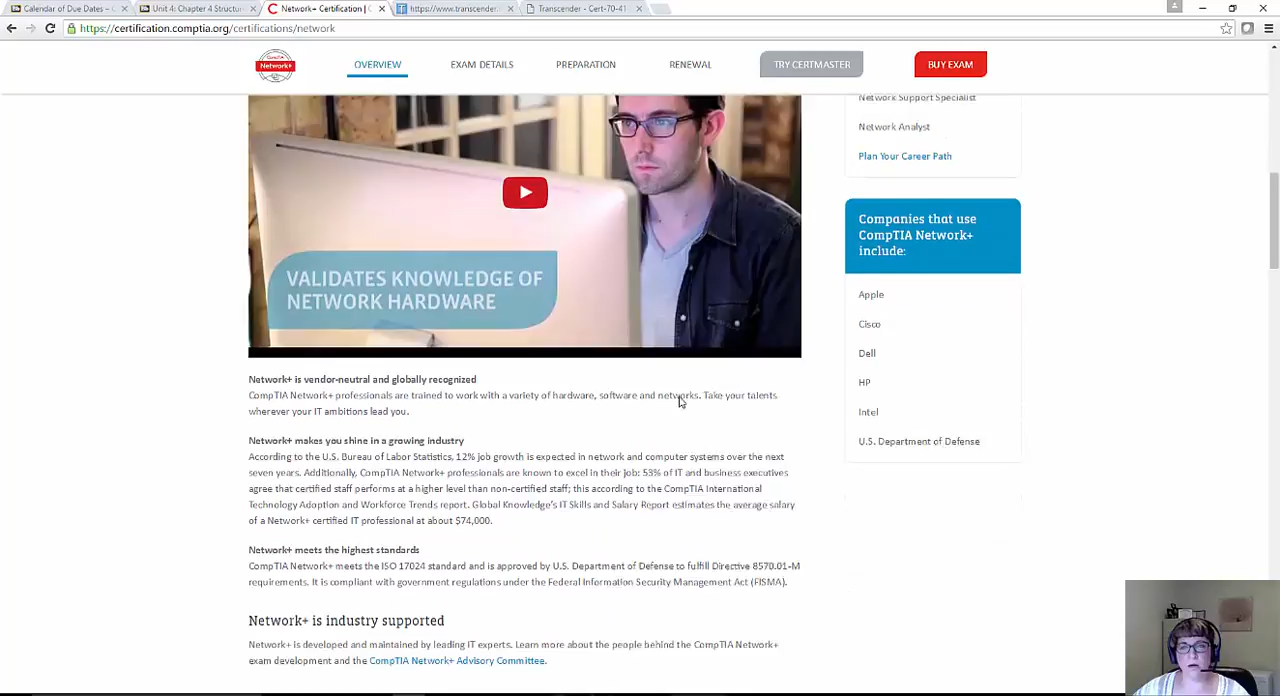 Calendar of Due Dates –
Unit 4: Chapter 4 Structu
Network+ Certification | C
https://www.transcender
Transcender - Cert-70-41
https://certification.comptia.org/certifications/network
CompTIA
Network+
OVERVIEW
EXAM DETAILS
PREPARATION
RENEWAL
TRY CERTMASTER
BUY EXAM
Network Support Specialist
Network Analyst
Plan Your Career Path
VALIDATES KNOWLEDGE OF
NETWORK HARDWARE
Companies that use
CompTIA Network+
include:
Apple
Cisco
Dell
HP
Intel
U.S. Department of Defense
Network+ is vendor-neutral and globally recognized
CompTIA Network+ professionals are trained to work with a variety of hardware, software and networks. Take your talents
wherever your IT ambitions lead you.
Network+ makes you shine in a growing industry
According to the U.S. Bureau of Labor Statistics, 12% job growth is expected in network and computer systems over the next
seven years. Additionally, CompTIA Network+ professionals are known to excel in their job: 53% of IT and business executives
agree that certified staff performs at a higher level than non-certified staff; this according to the CompTIA International
Technology Adoption and Workforce Trends report. Global Knowledge's IT Skills and Salary Report estimates the average salary
of a Network+ certified IT professional at about $74,000.
Network+ meets the highest standards
CompTIA Network+ meets the ISO 17024 standard and is approved by U.S. Department of Defense to fulfill Directive 8570.01-M
requirements. It is compliant with government regulations under the Federal Information Security Management Act (FISMA).
Network+ is industry supported
Network+ is developed and maintained by leading IT experts. Learn more about the people behind the CompTIA Network+
exam development and the CompTIA Network+ Advisory Committee.